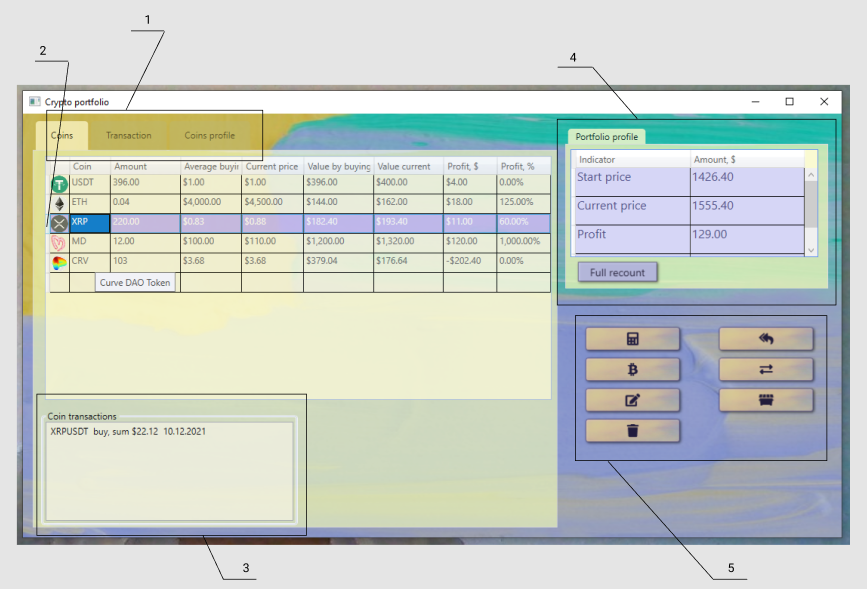 1
2
4
Crypto portfolio
Coins Transaction Coins profile
Portfolio profile
Coin Amount Average buyir Current price Value by buying Value current Profit, $ Profit, %
USDT 396.00 $1.00 $1.00 $396.00 $400.00 $4.00 0.00%
ETH 0.04 $4,000.00 $4,500.00 $144.00 $162.00 $18.00 125.00%
XRP 220.00 $0.83 $0.88 $182.40 $193.40 $11.00 60.00%
MD 12.00 $100.00 $110.00 $1,200.00 $1,320.00 $120.00 1,000.00%
CRV 103 $3.68 $3.68 $379.04 $176.64 -$202.40 0.00%
Curve DAO Token
Indicator Amount, $
Start price 1426.40
Current price 1555.40
Profit 129.00
Full recount
Coin transactions
XRPUSDT buy, sum $22.12 10.12.2021
3
5